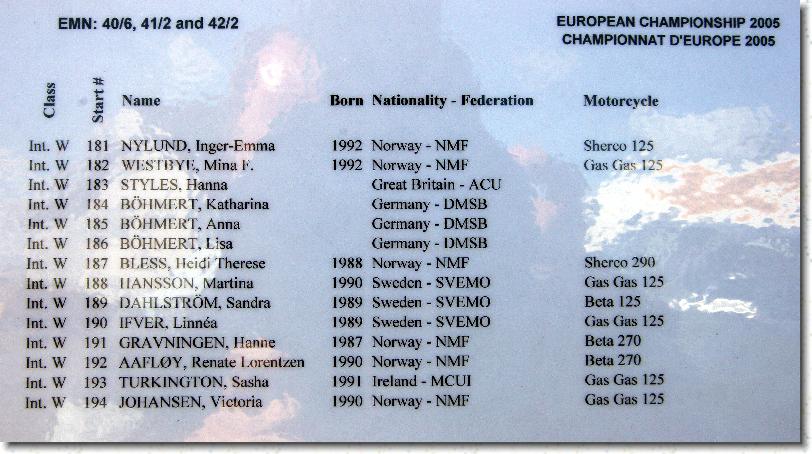 EMN: 40/6, 41/2 and 42/2
EUROPEAN CHAMPIONSHIP 2005
CHAMPIONNAT D'EUROPE 2005
Class Start # Name Born Nationality - Federation Motorcycle
Int. W 181 NYLUND, Inger-Emma 1992 Norway - NMF Sherco 125
Int. W 182 WESTBYE, Mina F. 1992 Norway - NMF Gas Gas 125
Int. W 183 STYLES, Hanna Great Britain - ACU
Int. W 184 BÖHMERT, Katharina Germany - DMSB
Int. W 185 BÖHMERT, Anna Germany - DMSB
Int. W 186 BÖHMERT, Lisa Germany - DMSB
Int. W 187 BLESS, Heidi Therese 1988 Norway - NMF Sherco 290
Int. W 188 HANSSON, Martina 1990 Sweden - SVEMO Gas Gas 125
Int. W 189 DAHLSTRÖM, Sandra 1989 Sweden - SVEMO Beta 125
Int. W 190 IFVER, Linnéa 1989 Sweden - SVEMO Gas Gas 125
Int. W 191 GRAVNINGEN, Hanne 1987 Norway - NMF Beta 270
Int. W 192 AAFLØY, Renate Lorentzen 1990 Norway - NMF Beta 270
Int. W 193 TURKINGTON, Sasha 1991 Ireland - MCUI Gas Gas 125
Int. W 194 JOHANSEN, Victoria 1990 Norway - NMF Gas Gas 125